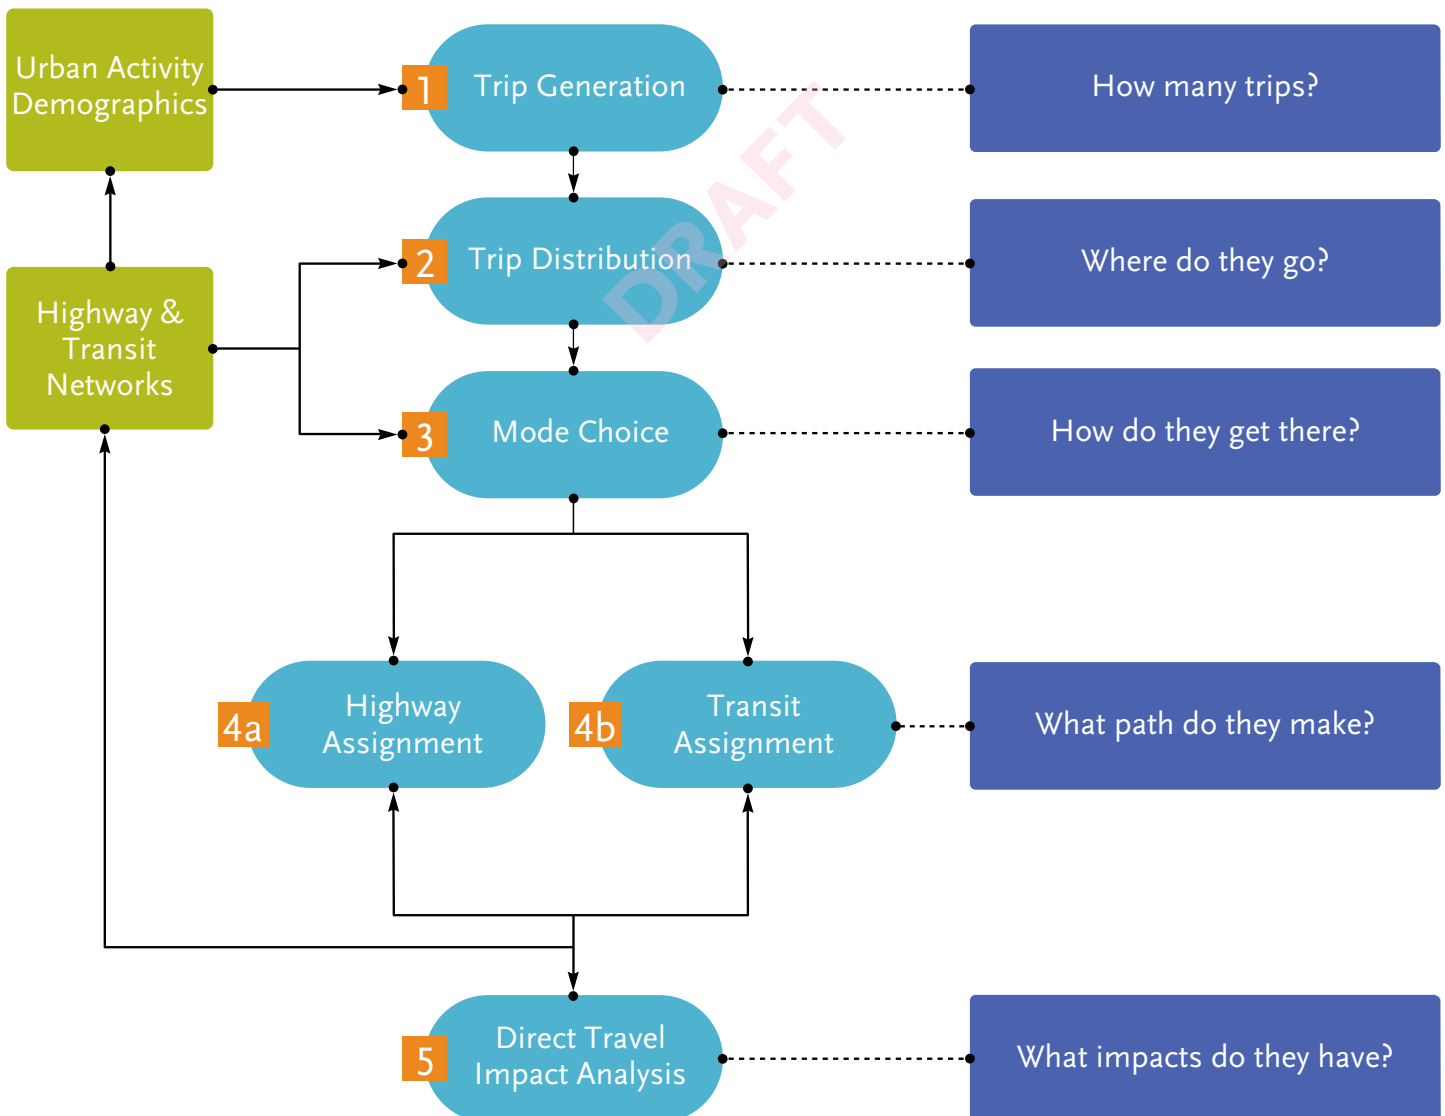 Urban Activity
Demographics
1
Trip Generation
How many trips?
DRAFT
2
Trip Distribution
Where do they go?
Highway &
Transit
Networks
3
Mode Choice
How do they get there?
4a
Highway
Assignment
4b
Transit
Assignment
What path do they make?
5
Direct Travel
Impact Analysis
What impacts do they have?